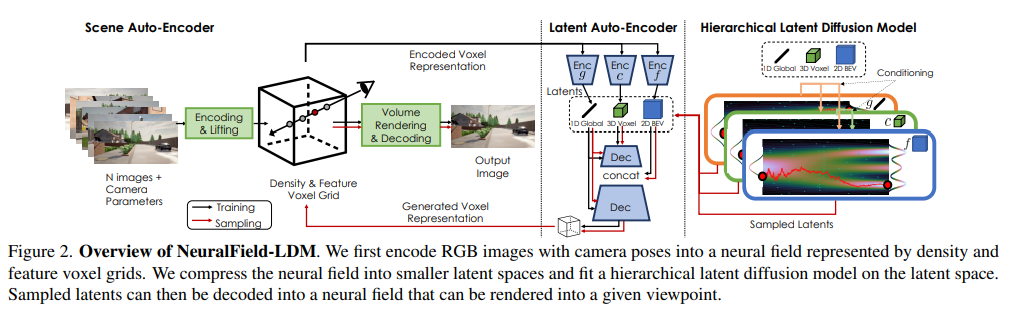 Scene Auto-Encoder
Encoding
& Lifting
N images +
Camera
Parameters
Density & Feature
Voxel Grid
Volume
Rendering
& Decoding
Output
Image
Training
Sampling
Encoded Voxel
Representation
Generated Voxel
Representation
Latent Auto-Encoder
Enc
g
Enc
c
Enc
f
Latents
1D Global
3D Voxel
2D BEV
Dec
concat
Dec
Hierarchical Latent Diffusion Model
1D Global
3D Voxel
2D BEV
Conditioning
g
c
f
Sampled Latents
Figure 2. Overview of NeuralField-LDM. We first encode RGB images with camera poses into a neural field represented by density and
feature voxel grids. We compress the neural field into smaller latent spaces and fit a hierarchical latent diffusion model on the latent space.
Sampled latents can then be decoded into a neural field that can be rendered into a given viewpoint.